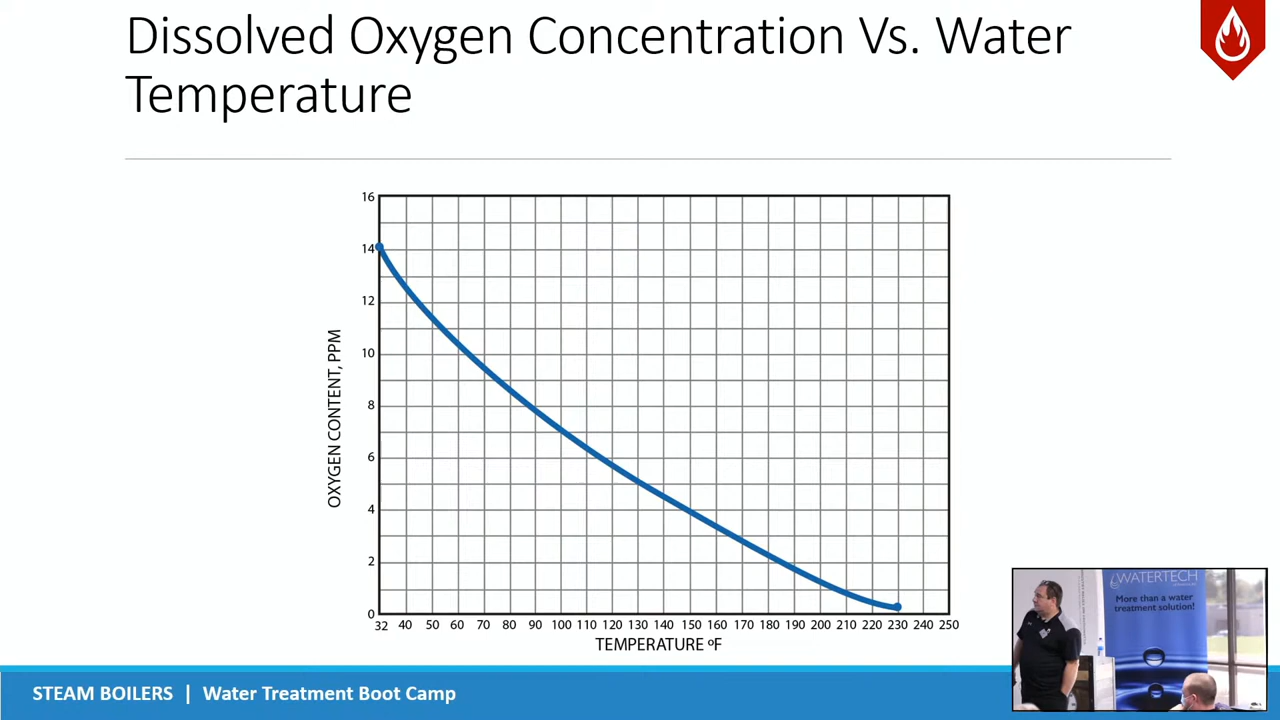 Dissolved Oxygen Concentration Vs. Water
Temperature
16
14
12
10
8
6
4
2
0
OXYGEN CONTENT, PPM
32 40 50 60 70 80 90 100 110 120 130 140 150 160 170 180 190 200 210 220 230 240 250
TEMPERATURE ºF
WATERTECH
More than a water
treatment solution!
STEAM BOILERS | Water Treatment Boot Camp